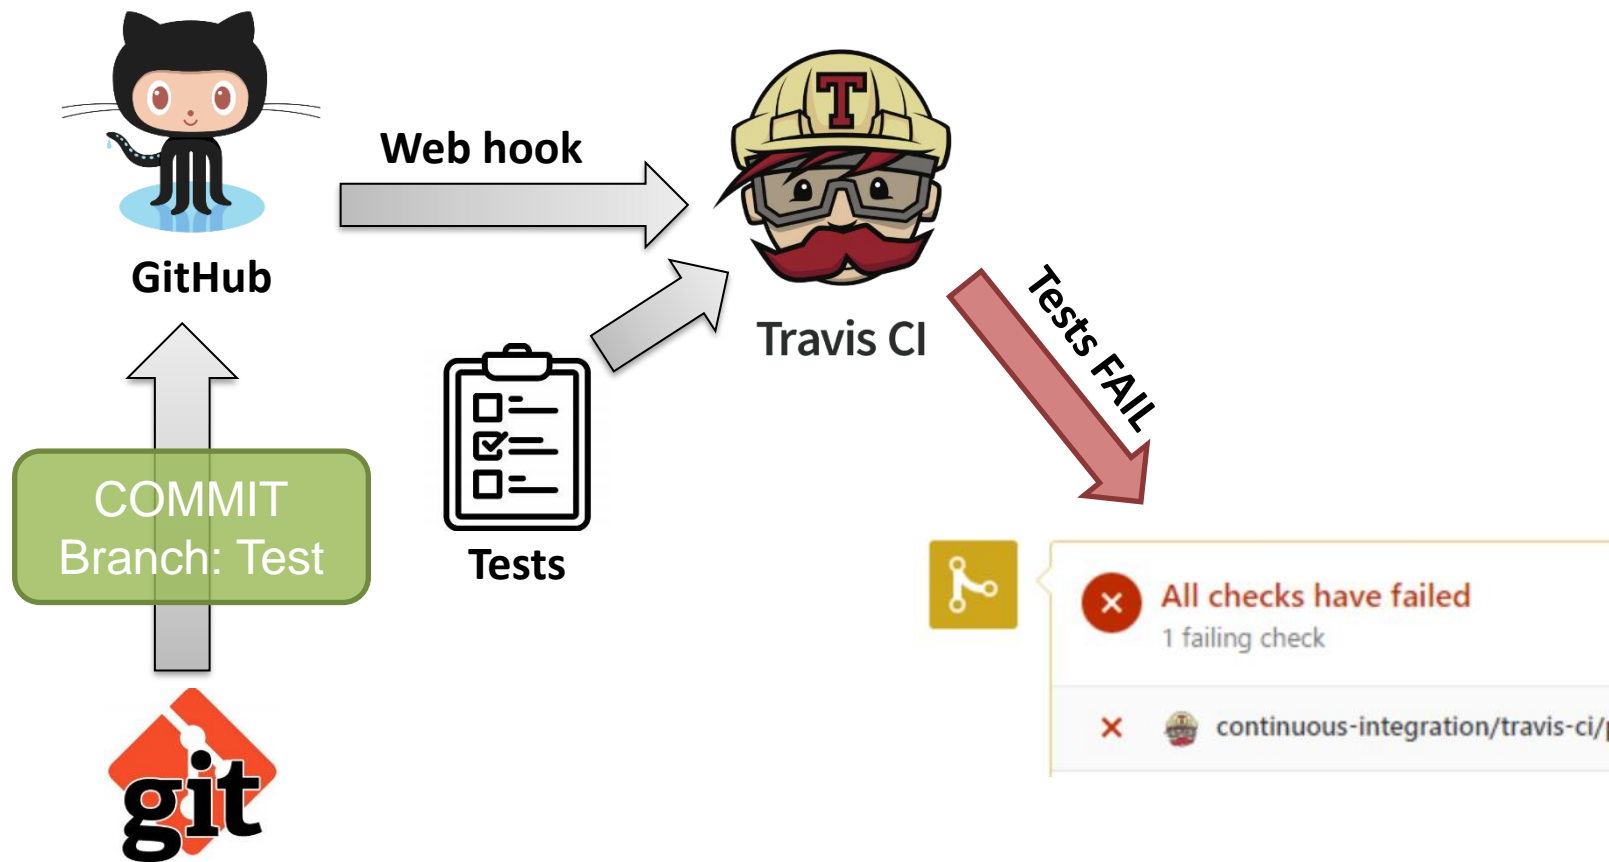 T
Web hook
GitHub
Travis CI
Tests FAIL
COMMIT
Branch: Test
Tests
All checks have failed
1 failing check
continuous-integration/travis-ci/
git